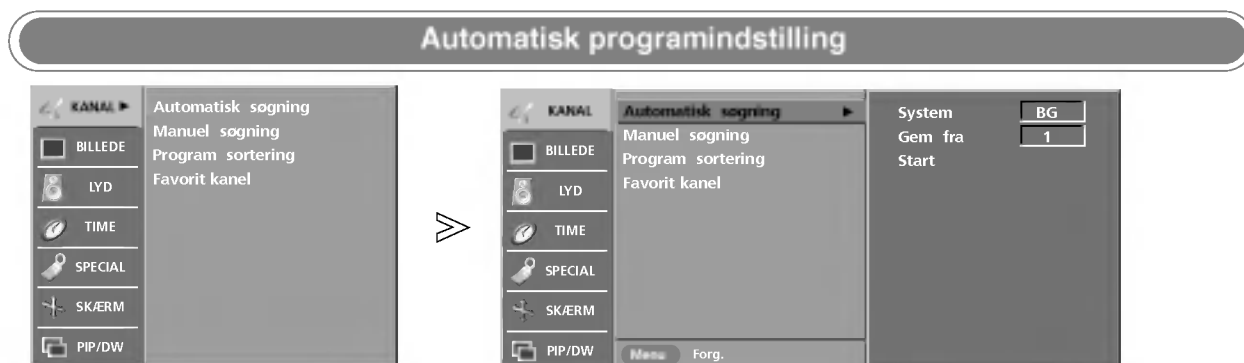 Automatisk programindstilling
KANAL ►
BILLEDE
LYD
TIME
SPECIAL
SKÆRM
PIP/DW
Automatisk søgning
Manuel søgning
Program sortering
Favorit kanel
KANAL
BILLEDE
LYD
TIME
SPECIAL
SKÆRM
PIP/DW
Automatisk søgning ►
Manuel søgning
Program sortering
Favorit kanel
Menu Forg.
System BG
Gem fra 1
Start